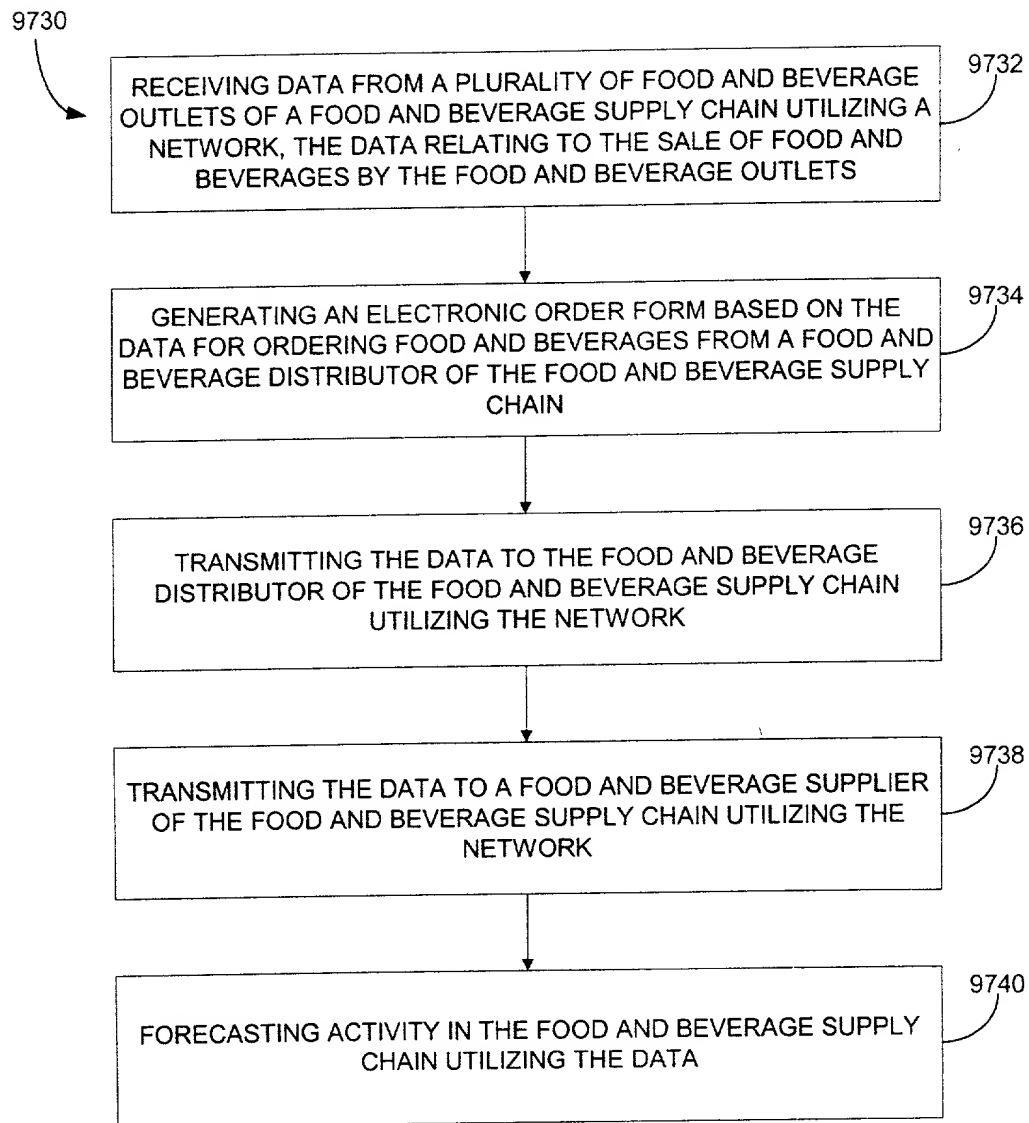 9730
9732
RECEIVING DATA FROM A PLURALITY OF FOOD AND BEVERAGE
OUTLETS OF A FOOD AND BEVERAGE SUPPLY CHAIN UTILIZING A
NETWORK, THE DATA RELATING TO THE SALE OF FOOD AND
BEVERAGES BY THE FOOD AND BEVERAGE OUTLETS
9734
GENERATING AN ELECTRONIC ORDER FORM BASED ON THE
DATA FOR ORDERING FOOD AND BEVERAGES FROM A FOOD AND
BEVERAGE DISTRIBUTOR OF THE FOOD AND BEVERAGE SUPPLY
CHAIN
9736
TRANSMITTING THE DATA TO THE FOOD AND BEVERAGE
DISTRIBUTOR OF THE FOOD AND BEVERAGE SUPPLY CHAIN
UTILIZING THE NETWORK
9738
TRANSMITTING THE DATA TO A FOOD AND BEVERAGE SUPPLIER
OF THE FOOD AND BEVERAGE SUPPLY CHAIN UTILIZING THE
NETWORK
9740
FORECASTING ACTIVITY IN THE FOOD AND BEVERAGE SUPPLY
CHAIN UTILIZING THE DATA